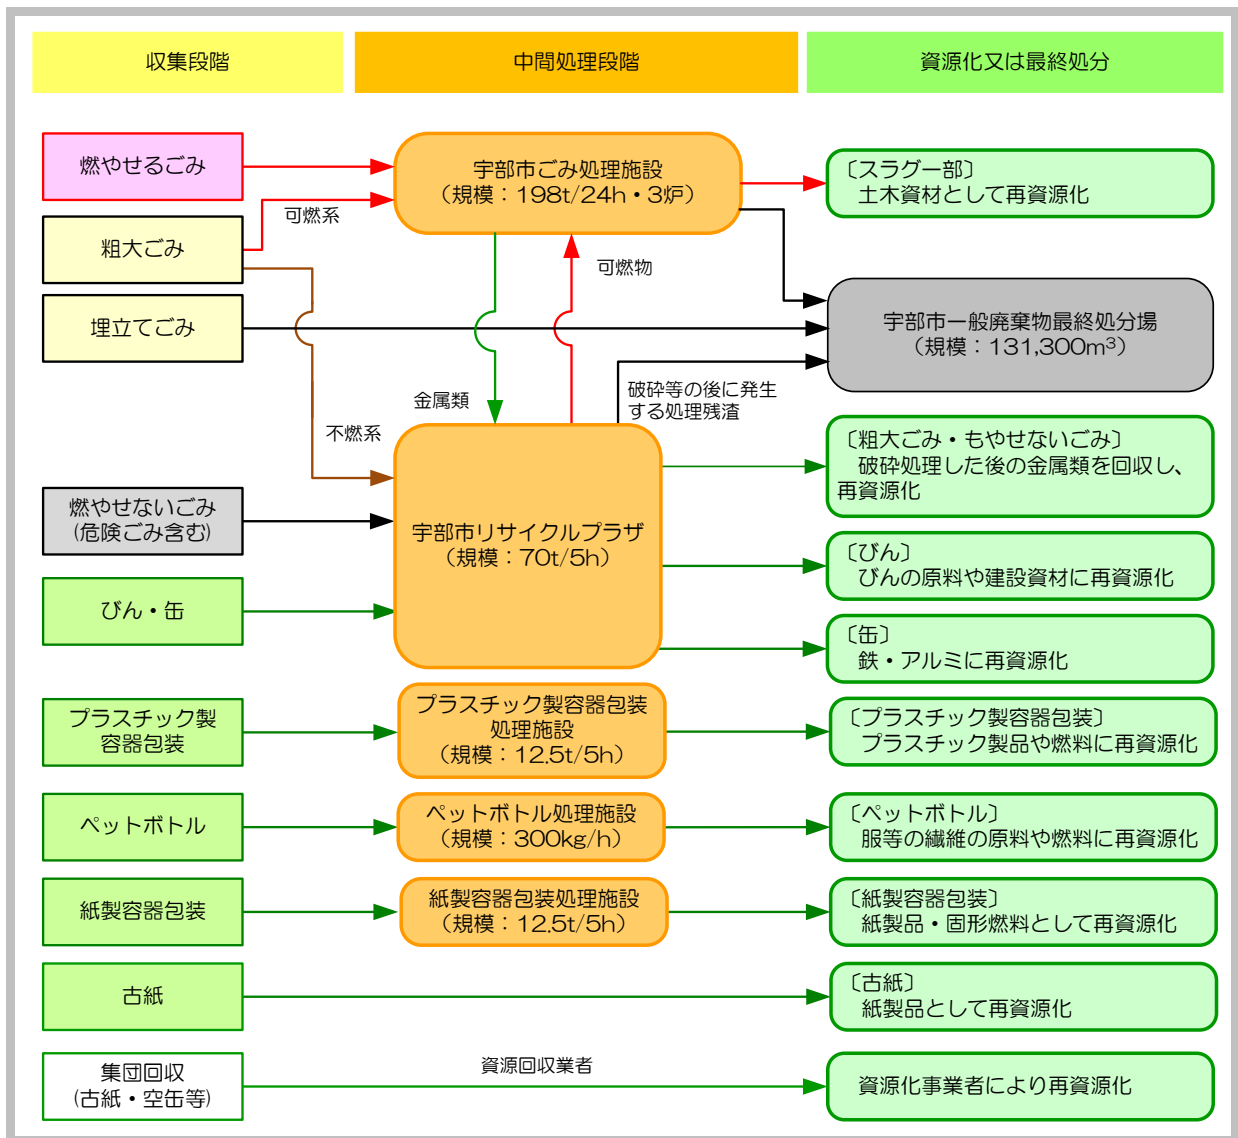 収集段階
中間処理段階
資源化又は最終処分
燃やせるごみ
粗大ごみ
埋立てごみ
可燃系
宇部市ごみ処理施設
（規模：198t/24h・3炉）
〔スラグ一部〕
土木資材として再資源化
可燃物
宇部市一般廃棄物最終処分場
（規模：131,300m³）
金属類
破砕等の後に発生
する処理残渣
不燃系
燃やせないごみ
(危険ごみ含む)
びん・缶
宇部市リサイクルプラザ
（規模：70t/5h）
〔粗大ごみ・もやせないごみ〕
破砕処理した後の金属類を回収し、
再資源化
〔びん〕
びんの原料や建設資材に再資源化
〔缶〕
鉄・アルミに再資源化
プラスチック製
容器包装
プラスチック製容器包装
処理施設
（規模：12.5t/5h）
〔プラスチック製容器包装〕
プラスチック製品や燃料に再資源化
ペットボトル
ペットボトル処理施設
（規模：300kg/h）
〔ペットボトル〕
服等の繊維の原料や燃料に再資源化
紙製容器包装
紙製容器包装処理施設
（規模：12.5t/5h）
〔紙製容器包装〕
紙製品・固形燃料として再資源化
古紙
〔古紙〕
紙製品として再資源化
集団回収
(古紙・空缶等)
資源回収業者
資源化事業者により再資源化